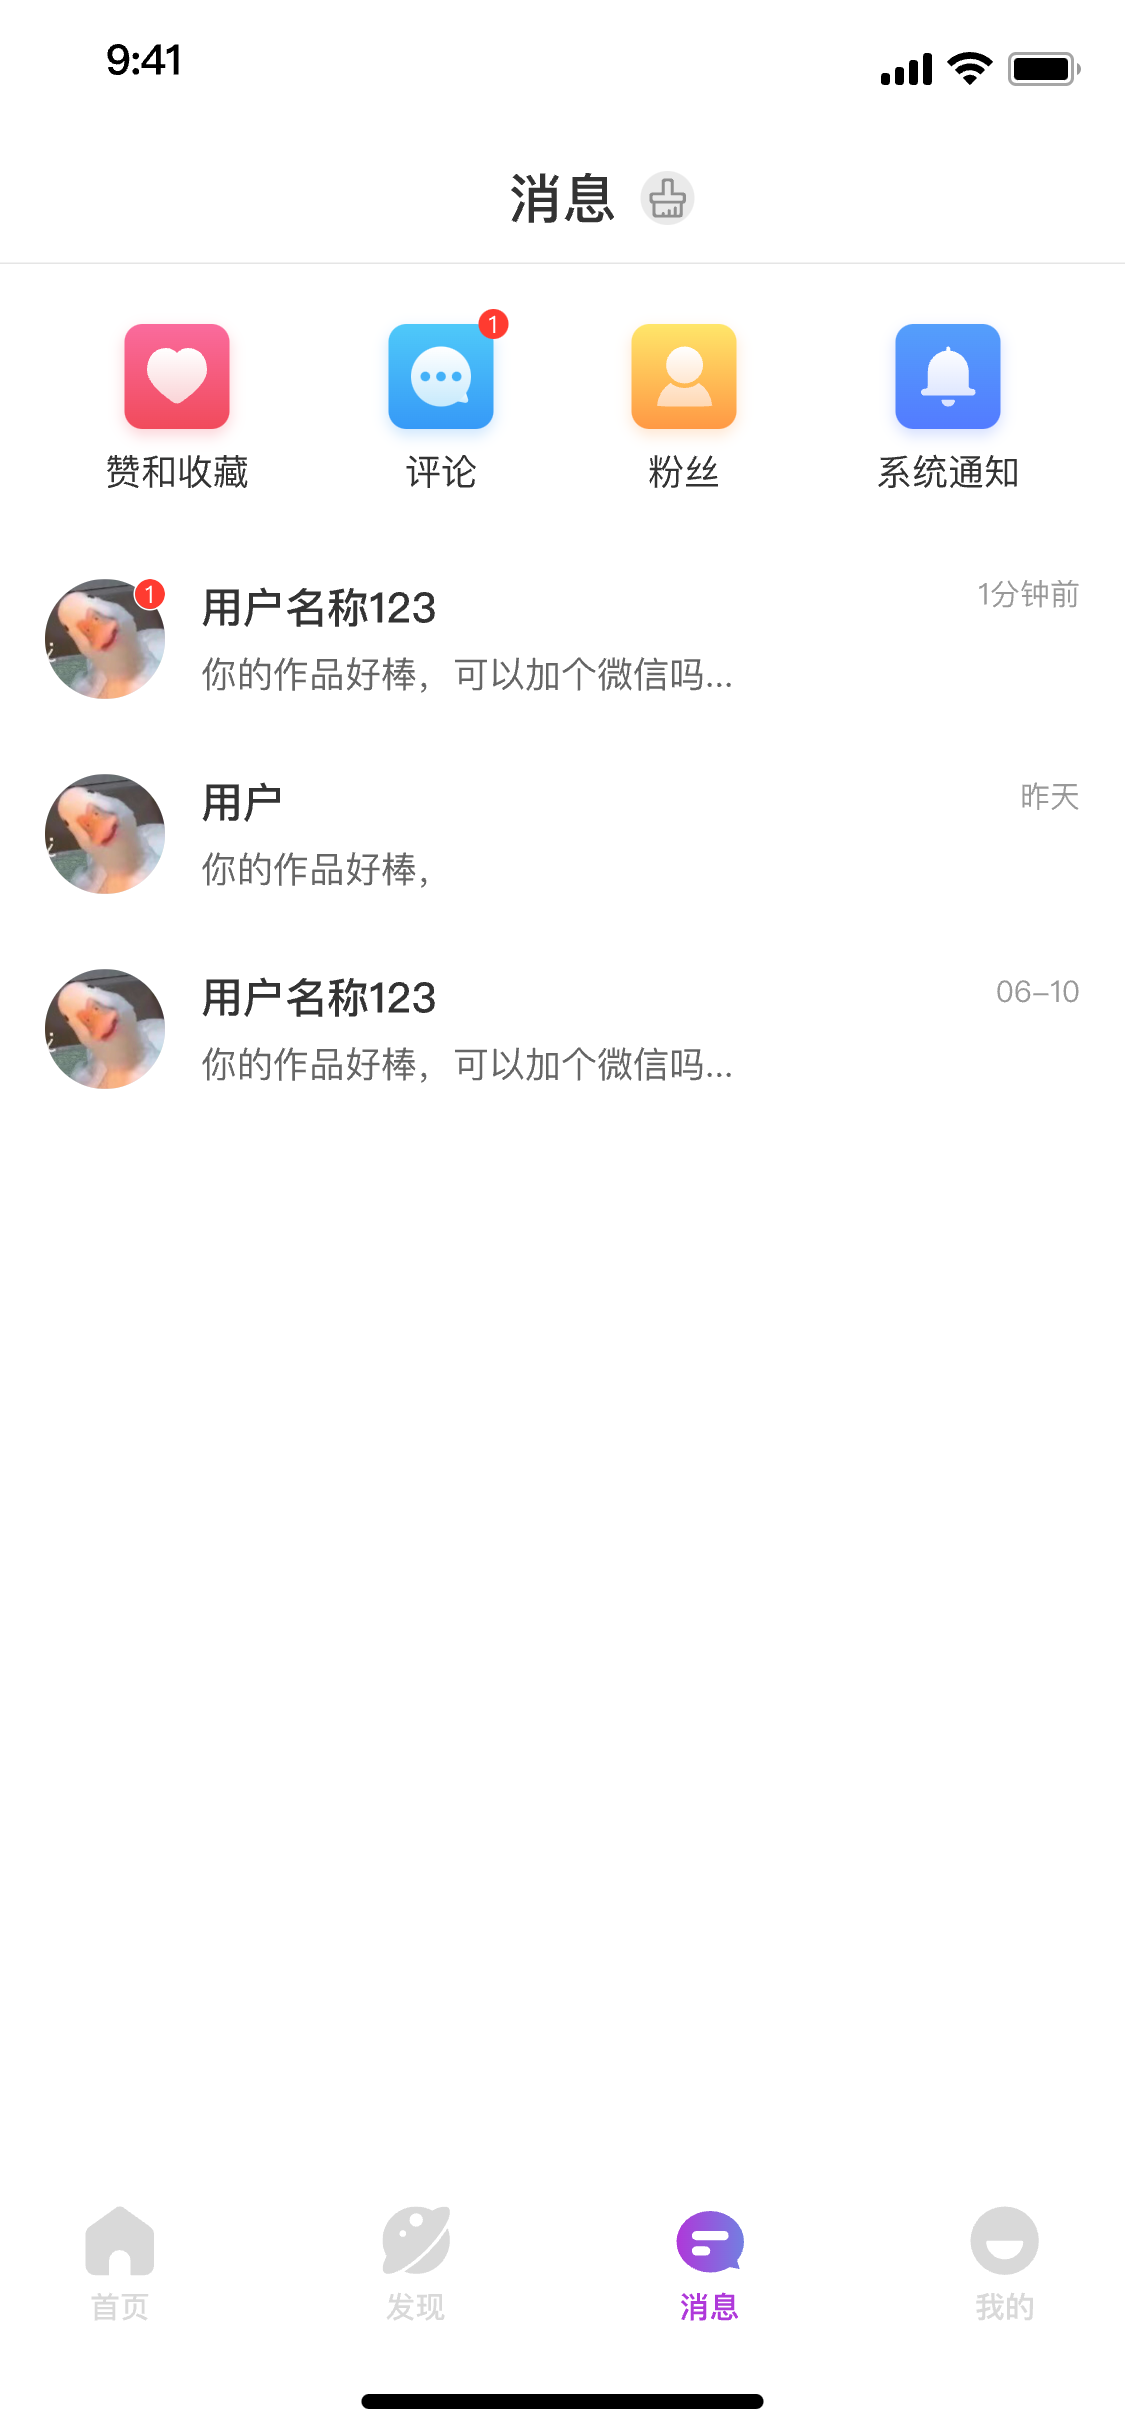 9:41
消息
1
赞和收藏
评论
粉丝
系统通知
1
用户名称123
1分钟前
你的作品好棒，可以加个微信吗...
用户
昨天
你的作品好棒，
用户名称123
06-10
你的作品好棒，可以加个微信吗...
首页
发现
消息
我的